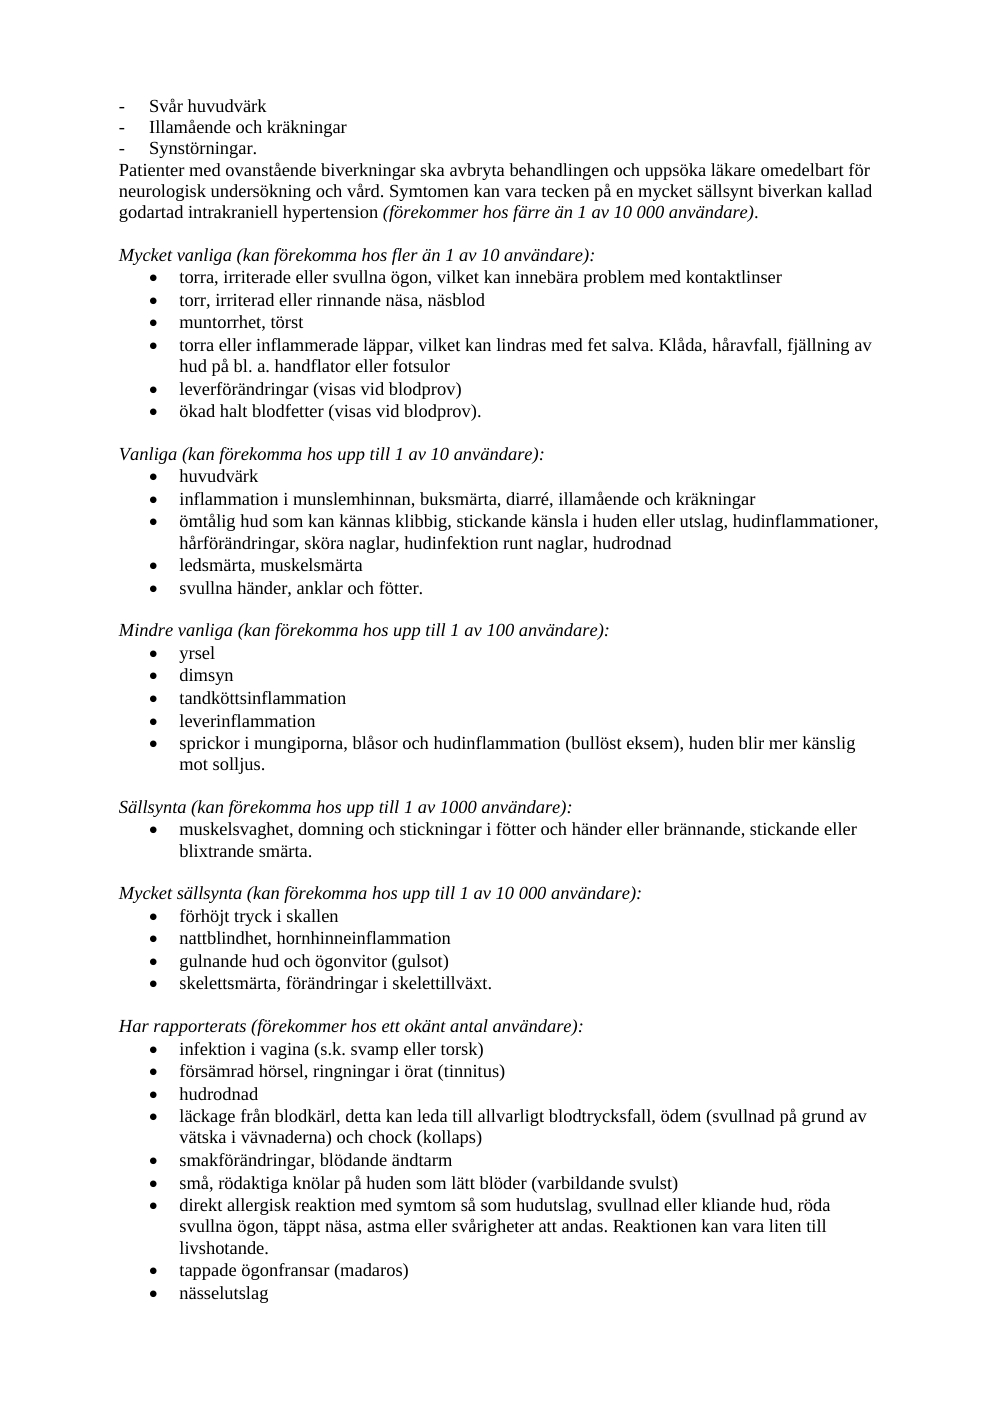 - Svår huvudvärk
- Illamående och kräkningar
- Synstörningar.
Patienter med ovanstående biverkningar ska avbryta behandlingen och uppsöka läkare omedelbart för
neurologisk undersökning och vård. Symtomen kan vara tecken på en mycket sällsynt biverkan kallad
godartad intrakraniell hypertension (förekommer hos färre än 1 av 10 000 användare).
Mycket vanliga (kan förekomma hos fler än 1 av 10 användare):
• torra, irriterade eller svullna ögon, vilket kan innebära problem med kontaktlinser
• torr, irriterad eller rinnande näsa, näsblod
• muntorrhet, törst
• torra eller inflammerade läppar, vilket kan lindras med fet salva. Klåda, håravfall, fjällning av
hud på bl. a. handflator eller fotsulor
• leverförändringar (visas vid blodprov)
• ökad halt blodfetter (visas vid blodprov).
Vanliga (kan förekomma hos upp till 1 av 10 användare):
• huvudvärk
• inflammation i munslemhinnan, buksmärta, diarré, illamående och kräkningar
• ömtålig hud som kan kännas klibbig, stickande känsla i huden eller utslag, hudinflammationer,
hårförändringar, sköra naglar, hudinfektion runt naglar, hudrodnad
• ledsmärta, muskelsmärta
• svullna händer, anklar och fötter.
Mindre vanliga (kan förekomma hos upp till 1 av 100 användare):
• yrsel
• dimsyn
• tandköttsinflammation
• leverinflammation
• sprickor i mungiporna, blåsor och hudinflammation (bullöst eksem), huden blir mer känslig
mot solljus.
Sällsynta (kan förekomma hos upp till 1 av 1000 användare):
• muskelsvaghet, domning och stickningar i fötter och händer eller brännande, stickande eller
blixtrande smärta.
Mycket sällsynta (kan förekomma hos upp till 1 av 10 000 användare):
• förhöjt tryck i skallen
• nattblindhet, hornhinneinflammation
• gulnande hud och ögonvitor (gulsot)
• skelettsmärta, förändringar i skelettillväxt.
Har rapporterats (förekommer hos ett okänt antal användare):
• infektion i vagina (s.k. svamp eller torsk)
• försämrad hörsel, ringningar i örat (tinnitus)
• hudrodnad
• läckage från blodkärl, detta kan leda till allvarligt blodtrycksfall, ödem (svullnad på grund av
vätska i vävnaderna) och chock (kollaps)
• smakförändringar, blödande ändtarm
• små, rödaktiga knölar på huden som lätt blöder (varbildande svulst)
• direkt allergisk reaktion med symtom så som hudutslag, svullnad eller kliande hud, röda
svullna ögon, täppt näsa, astma eller svårigheter att andas. Reaktionen kan vara liten till
livshotande.
• tappade ögonfransar (madaros)
• nässelutslag